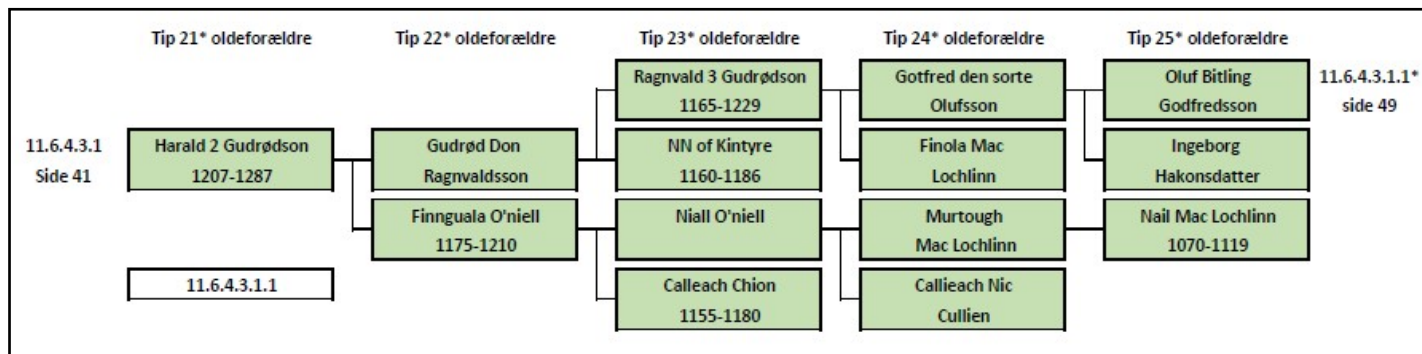 Tip 21* oldeforældre
Tip 22* oldeforældre
Tip 23* oldeforældre
Tip 24* oldeforældre
Tip 25* oldeforældre
11.6.4.3.1
Side 41
Harald 2 Gudrødson
1207-1287
11.6.4.3.1.1
Gudrød Don
Ragnvaldsson
Finnguala O'niell
1175-1210
Ragnvald 3 Gudrødson
1165-1229
NN of Kintyre
1160-1186
Niall O'niell
Calleach Chion
1155-1180
Gotfred den sorte
Olufsson
Finola Mac
Lochlinn
Murtough
Mac Lochlinn
Callieach Nic
Cullien
Oluf Bitling
Godfredsson
Ingeborg
Hakonsdatter
Nail Mac Lochlinn
1070-1119
11.6.4.3.1.1*
side 49